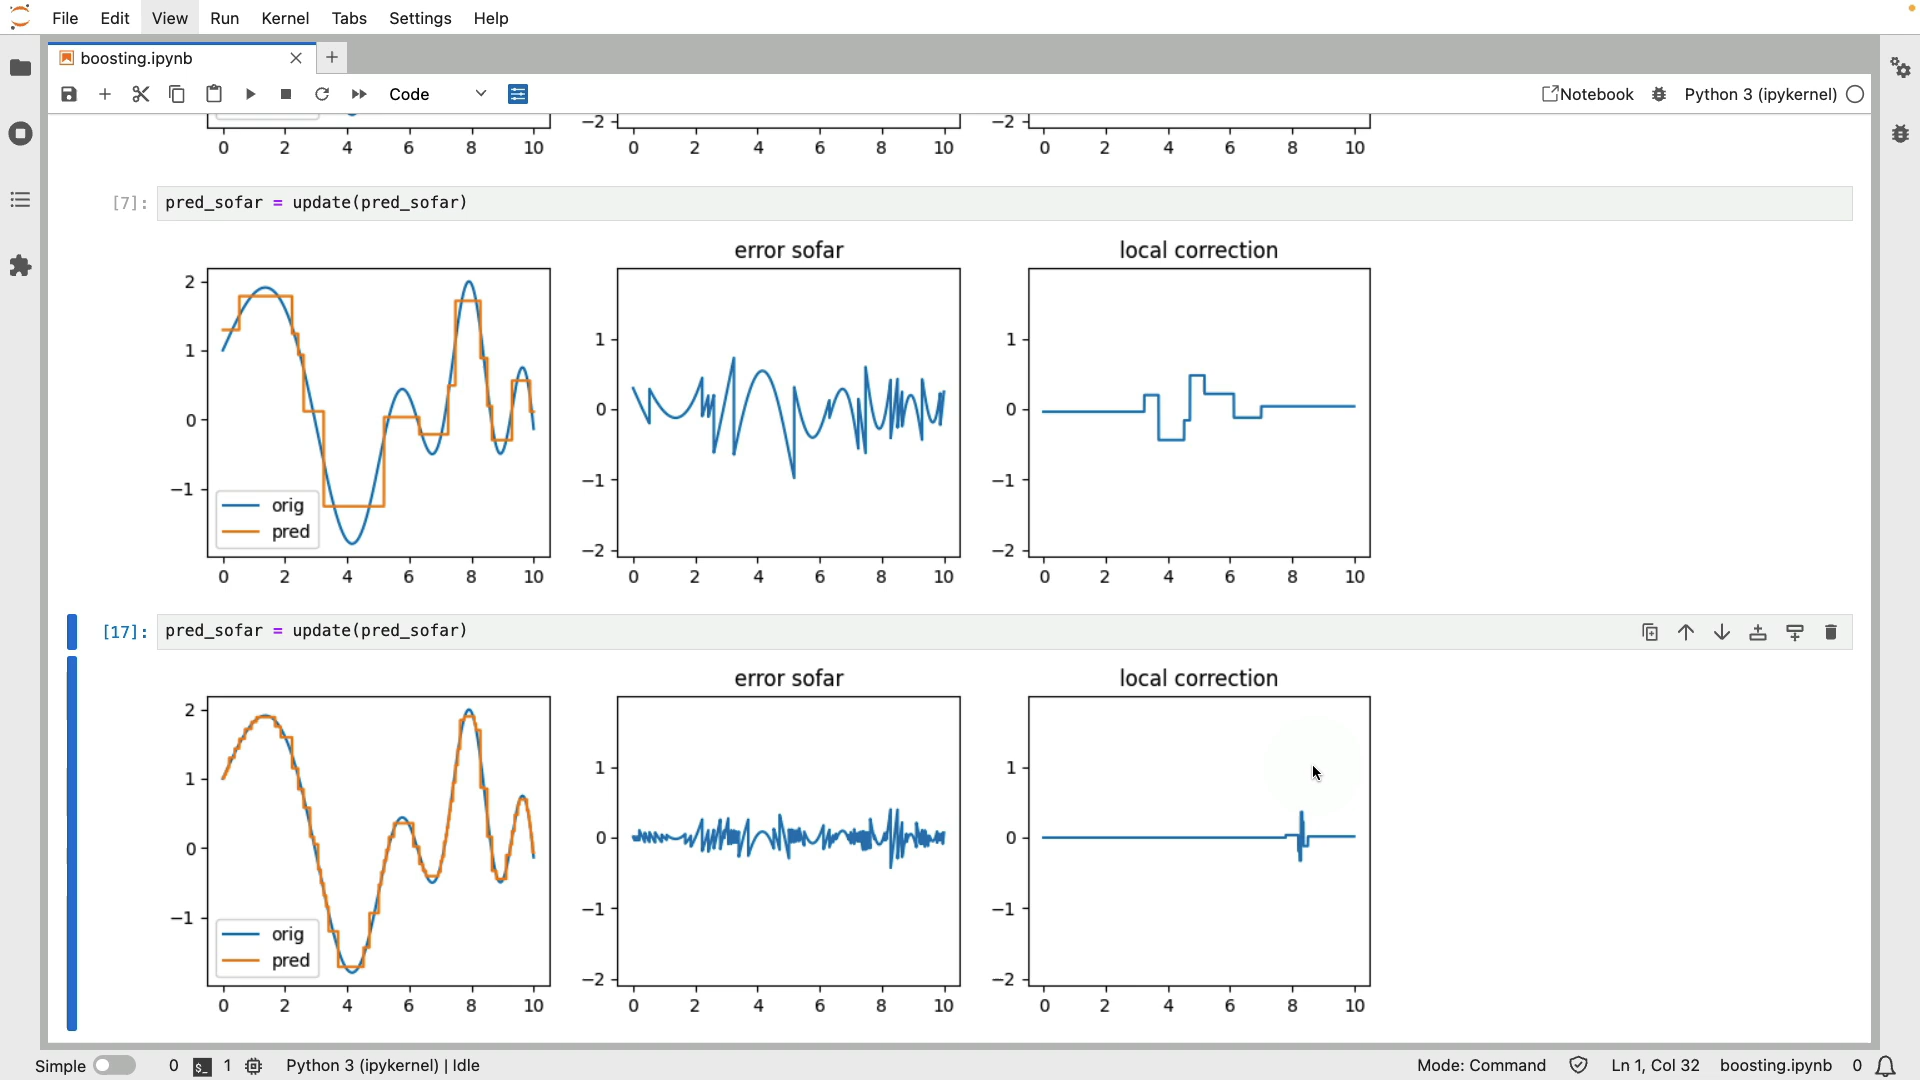 File Edit View Run Kernel Tabs Settings Help
boosting.ipynb
Code
Notebook Python 3 (ipykernel)
−2 −2
0 2 4 6 8 10 0 2 4 6 8 10 0 2 4 6 8 10
[7]: pred_sofar = update(pred_sofar)
error sofar
local correction
2
1
0
−1
orig
pred
0 2 4 6 8 10
1
0
−1
−2
0 2 4 6 8 10
1
0
−1
−2
0 2 4 6 8 10
[17]: pred_sofar = update(pred_sofar)
error sofar
local correction
2
1
0
−1
orig
pred
0 2 4 6 8 10
1
0
−1
−2
0 2 4 6 8 10
1
0
−1
−2
0 2 4 6 8 10
Simple 0 $_ 1 Python 3 (ipykernel) | Idle Mode: Command Ln 1, Col 32 boosting.ipynb 0